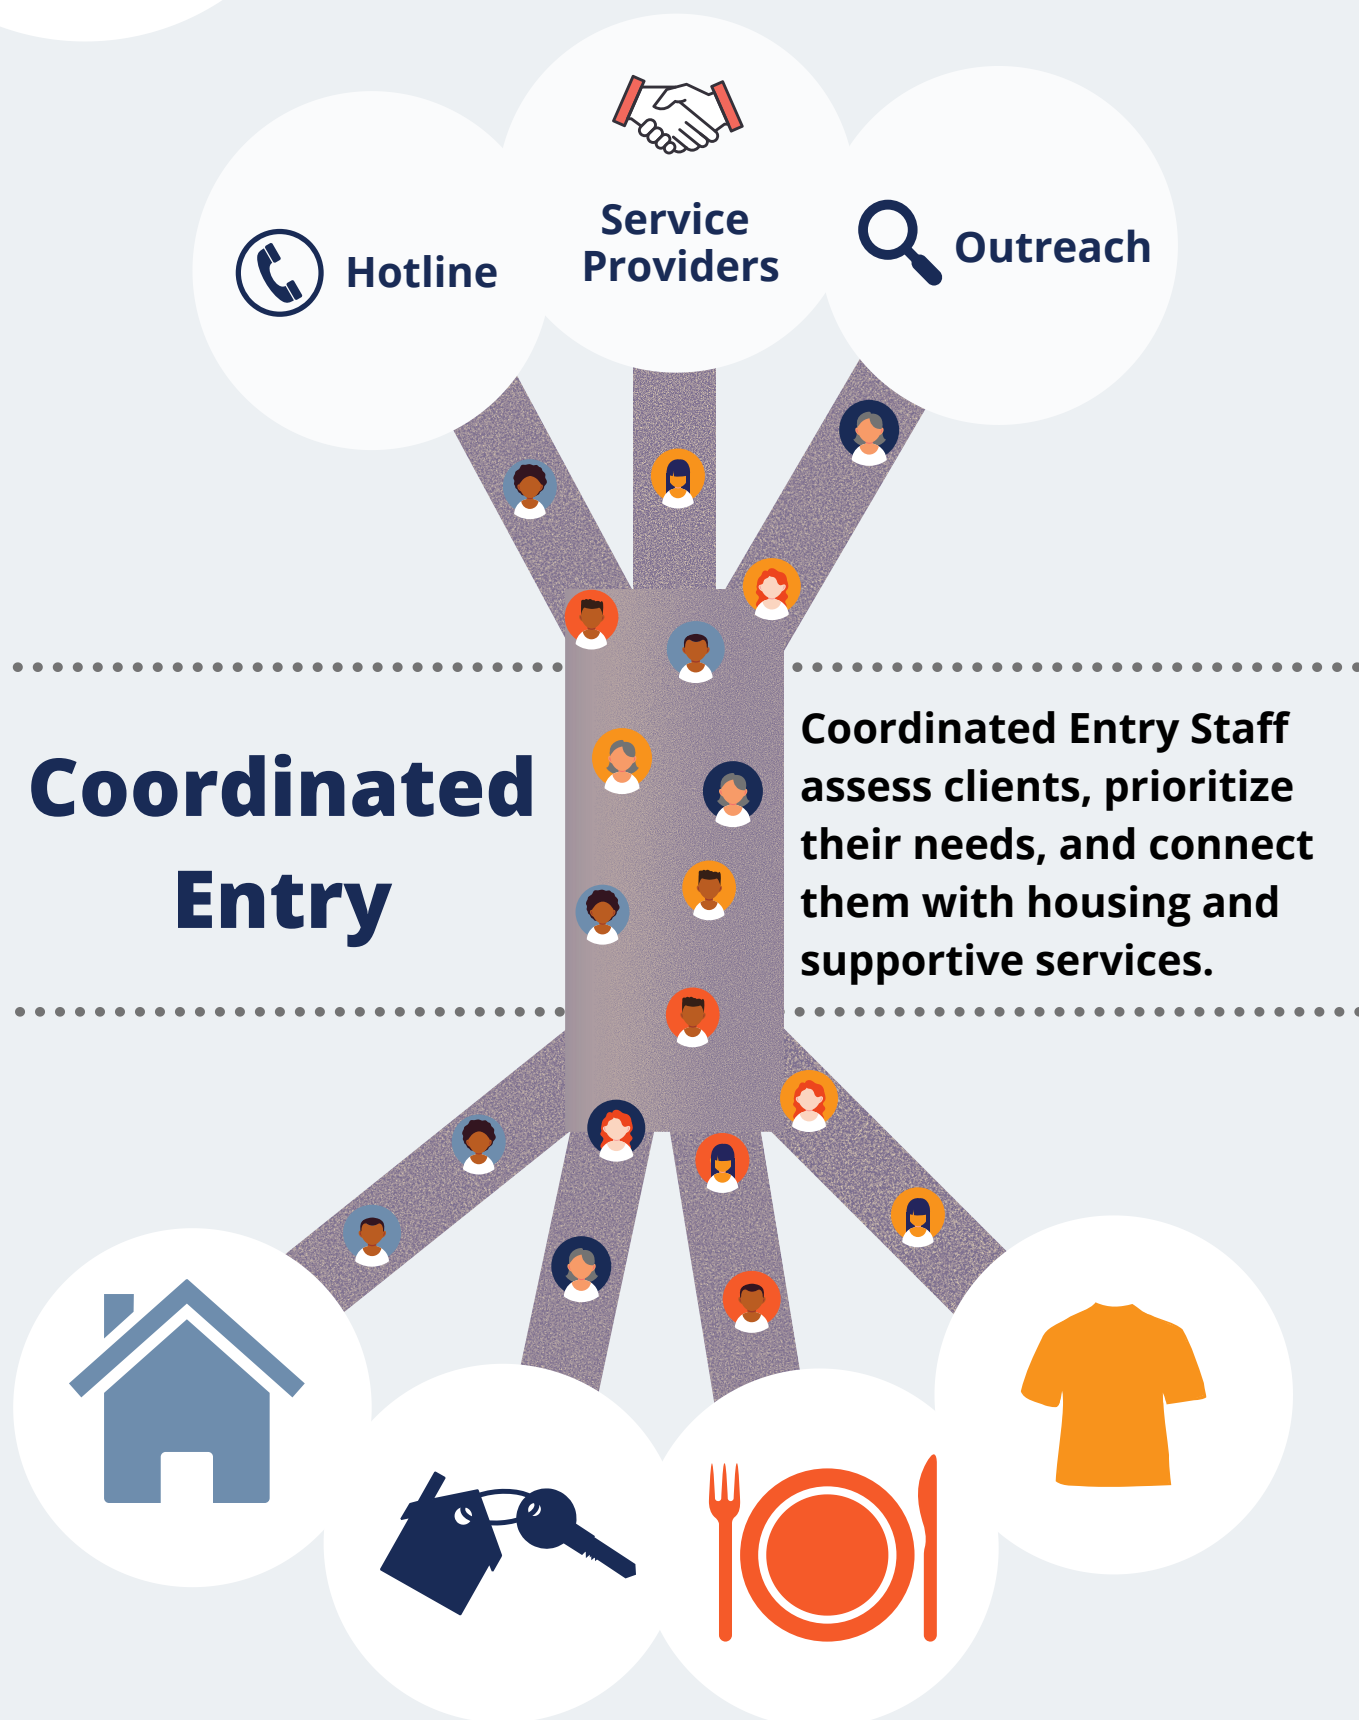 Service
Providers
Hotline
Outreach
Coordinated
Entry
Coordinated Entry Staff
assess clients, prioritize
their needs, and connect
them with housing and
supportive services.